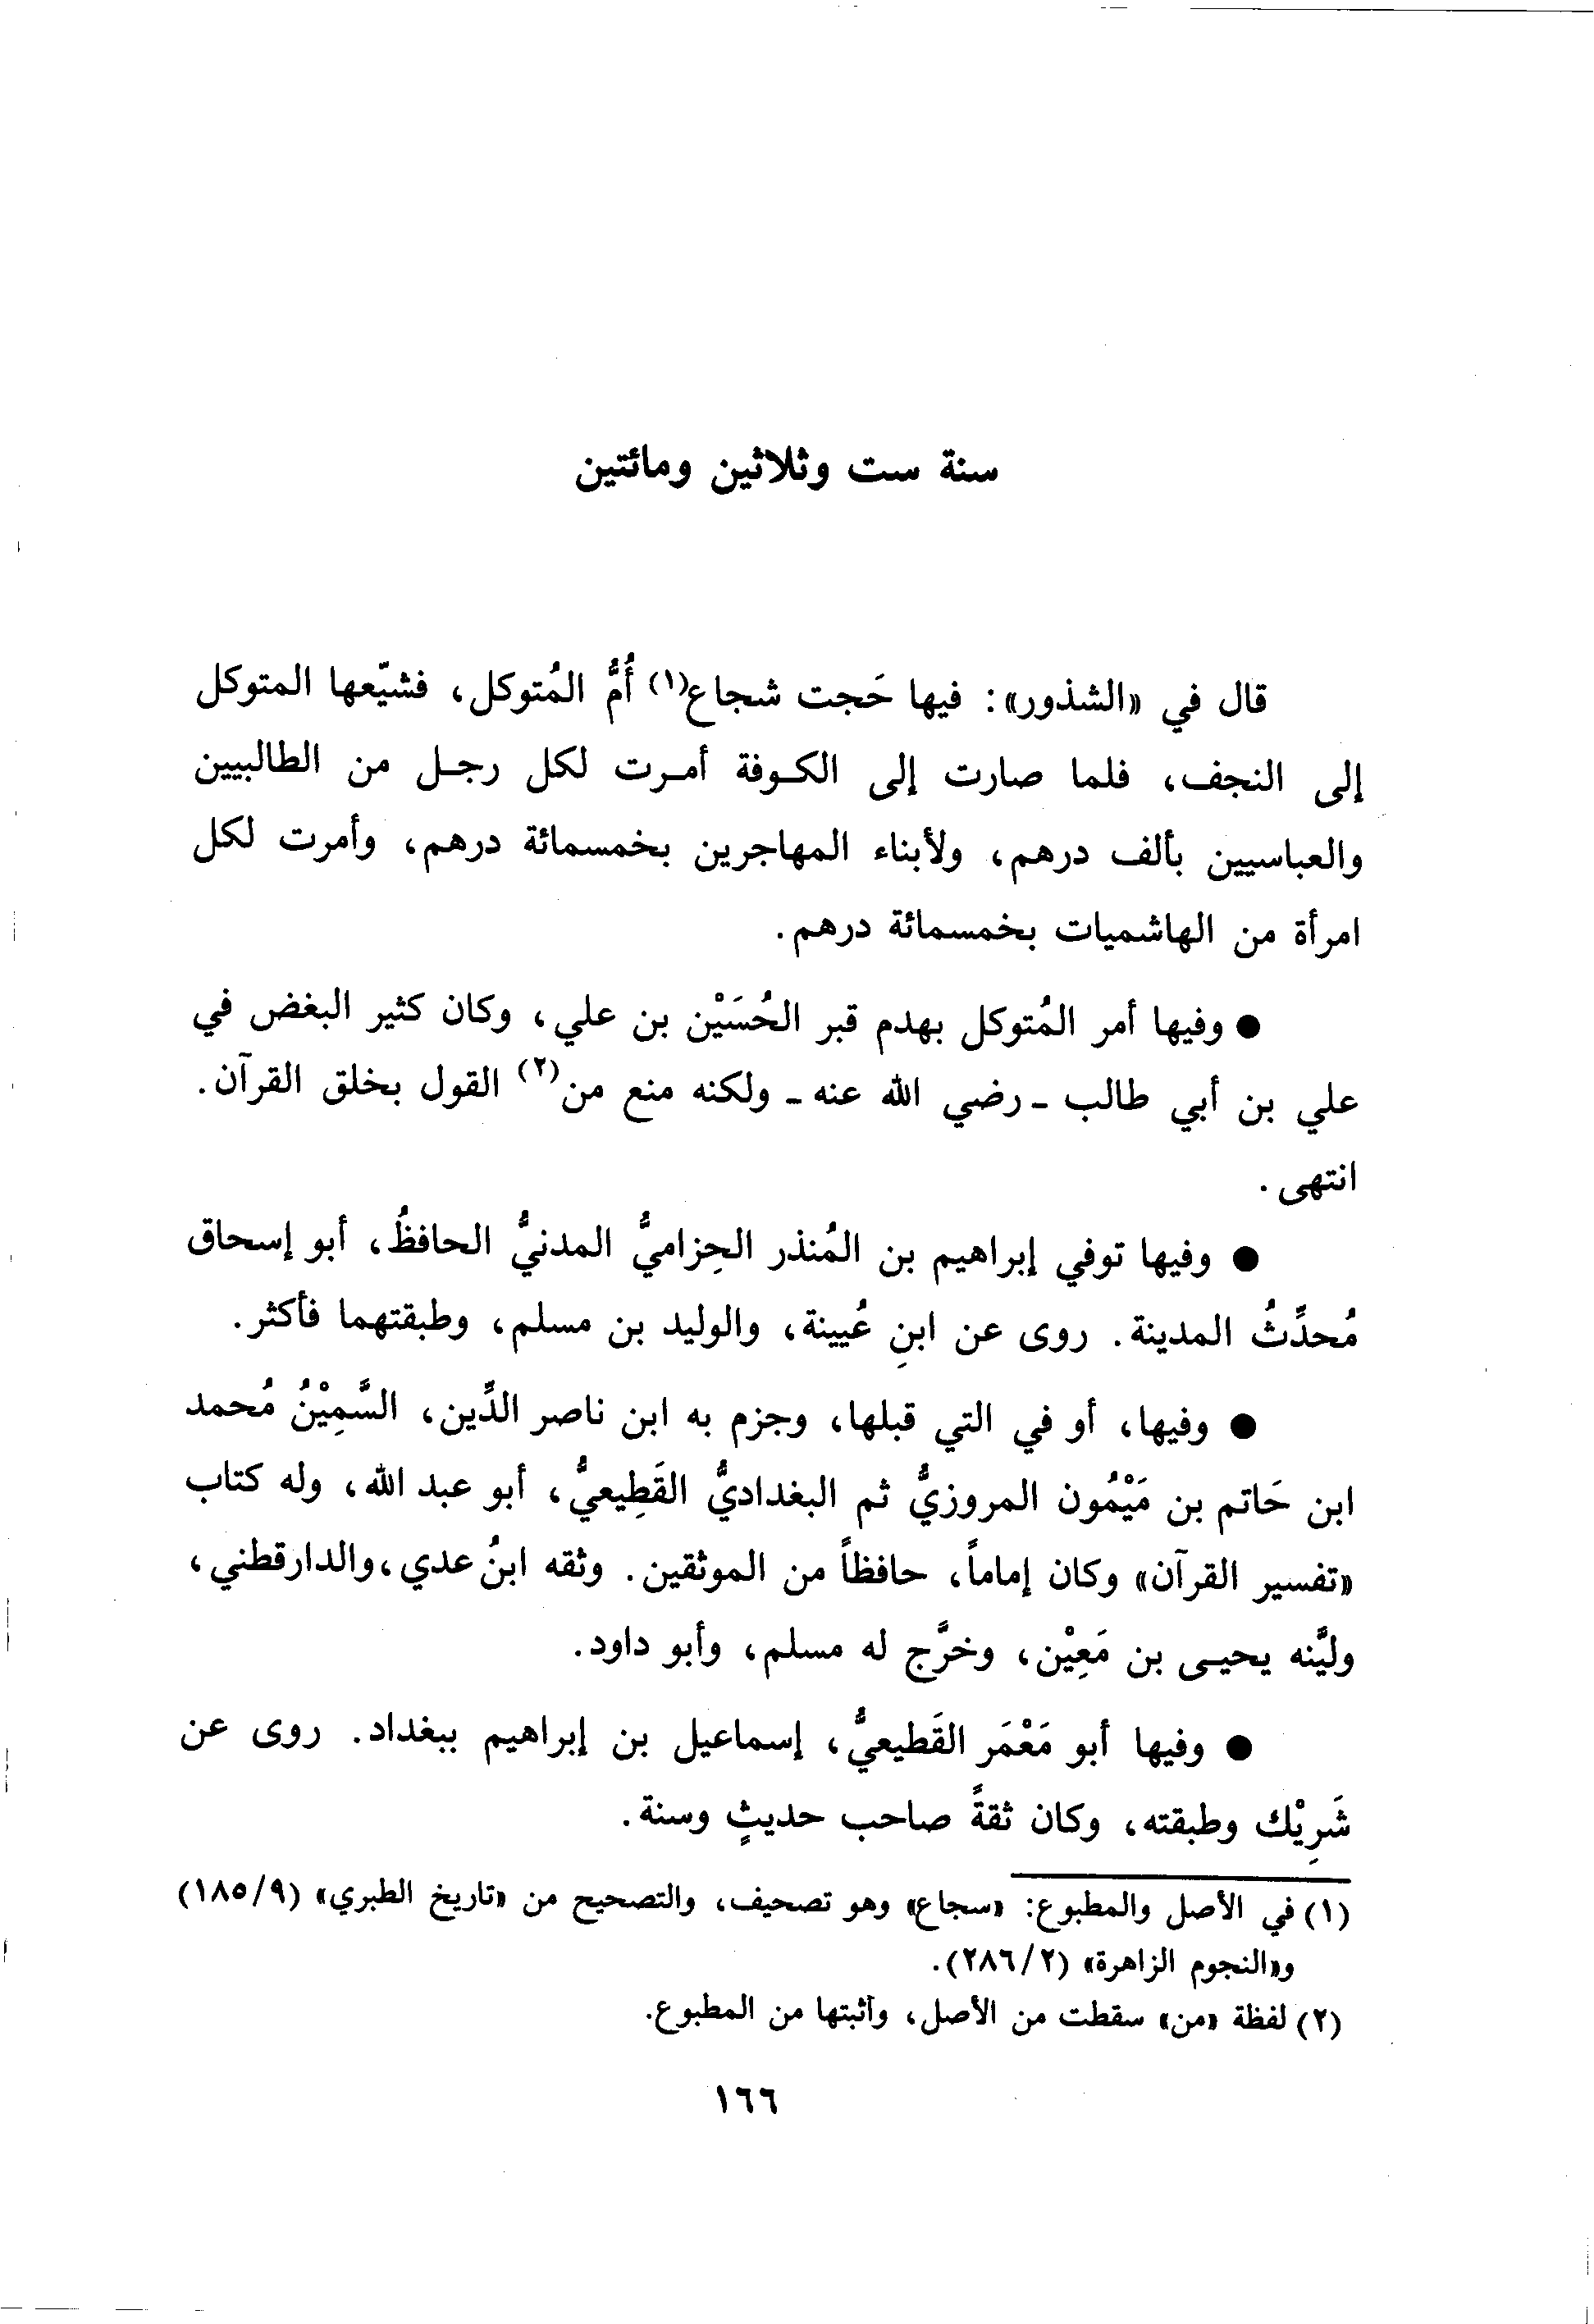 سنة ست وثلاثين ومائتين
قال في «الشذور»: فيها حَجت شجاع(١) أُمُّ المُتوكل، فشيّعها المتوكل
إلى النجف، فلما صارت إلى الكوفة أمرت لكل رجل من الطالبيين
والعباسيين بألف درهم، ولأبناء المهاجرين بخمسمائة درهم، وأمرت لكل
امرأة من الهاشميات بخمسمائة درهم.
● وفيها أمر المُتوكل بهدم قبر الحُسَيْن بن علي، وكان كثير البغض في
علي بن أبي طالب - رضي الله عنه - ولكنه منع من(٢) القول بخلق القرآن.
انتهى.
● وفيها توفي إبراهيم بن المُنذر الحِزاميُّ المدنيُّ الحافظُ، أبو إسحاق
مُحدِّثُ المدينة. روى عن ابنِ عُيينة، والوليد بن مسلم، وطبقتهما فأكثر.
● وفيها، أو في التي قبلها، وجزم به ابن ناصر الدِّين، السَّمِيْنُ مُحمد
ابن حَاتم بن مَيْمُون المروزيُّ ثم البغداديُّ القَطِيعيُّ، أبو عبد الله، وله كتاب
«تفسير القرآن» وكان إماماً، حافظاً من الموثقين. وثقه ابنُ عدي، والدارقطني،
وليَّنه يحيى بن مَعِيْن، وخرَّج له مسلم، وأبو داود.
● وفيها أبو مَعْمَر القَطيعيُّ، إسماعيل بن إبراهيم ببغداد. روى عن
شَرِيْك وطبقته، وكان ثقةً صاحب حديثٍ وسنة.
(١) في الأصل والمطبوع: «سجاع» وهو تصحيف، والتصحيح من «تاريخ الطبري» (١٨٥/٩)
و«النجوم الزاهرة» (٢٨٦/٢).
(٢) لفظة «من» سقطت من الأصل، وأثبتها من المطبوع.
١٦٦